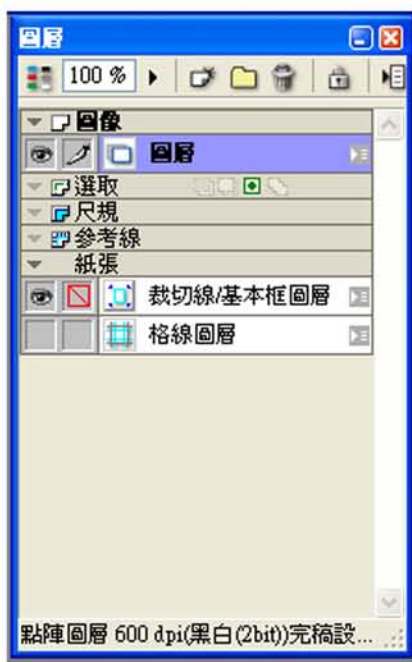 圖層
100 %
圖像
圖層
選取
尺規
參考線
紙張
裁切線/基本框圖層
格線圖層
點陣圖層 600 dpi(黑白(2bit))完稿設...